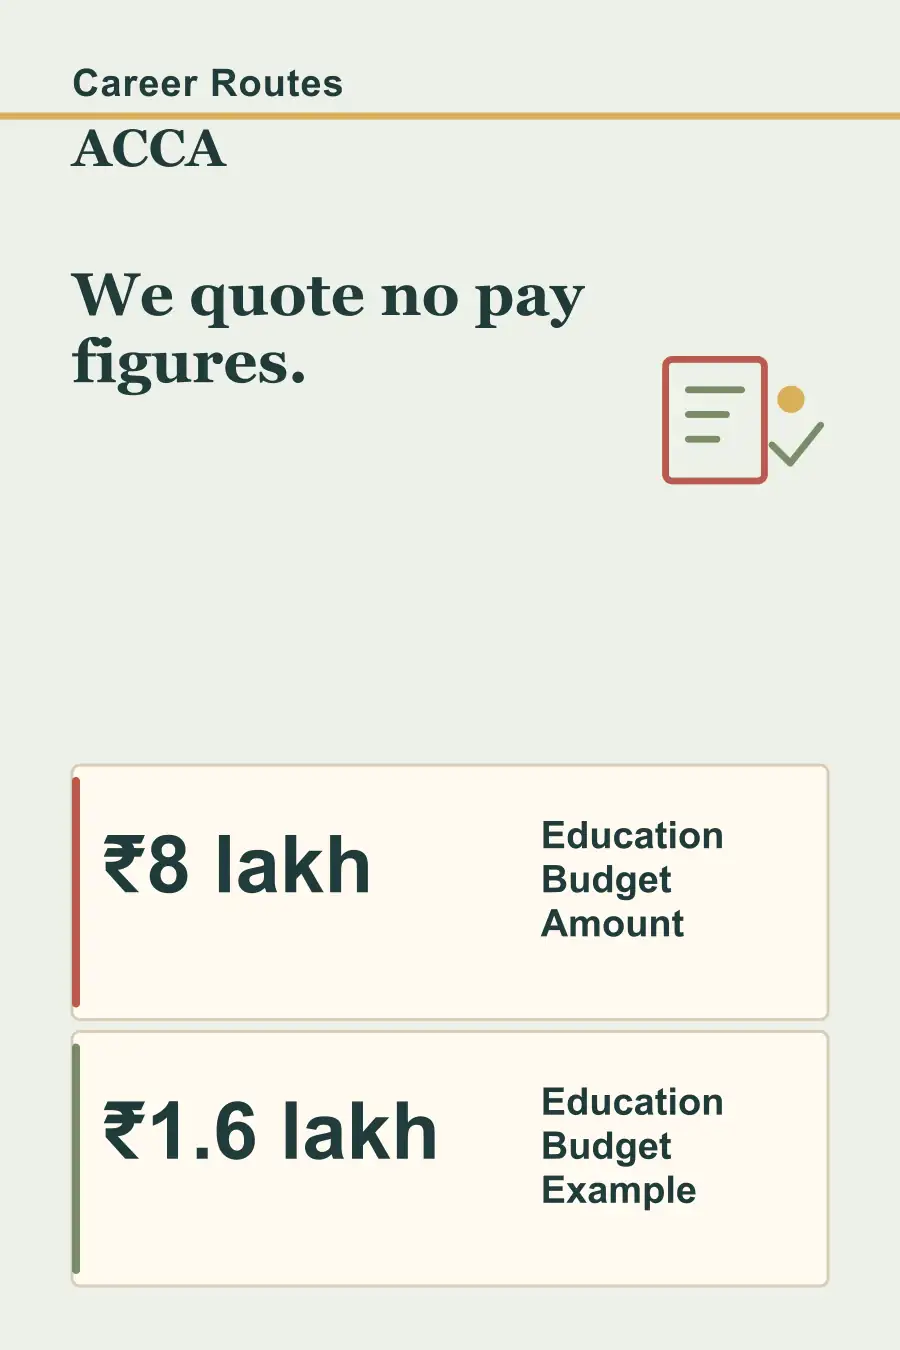 Career Routes
ACCA
We quote no pay
figures.
₹8 lakh
Education
Budget
Amount
₹1.6 lakh
Education
Budget
Example